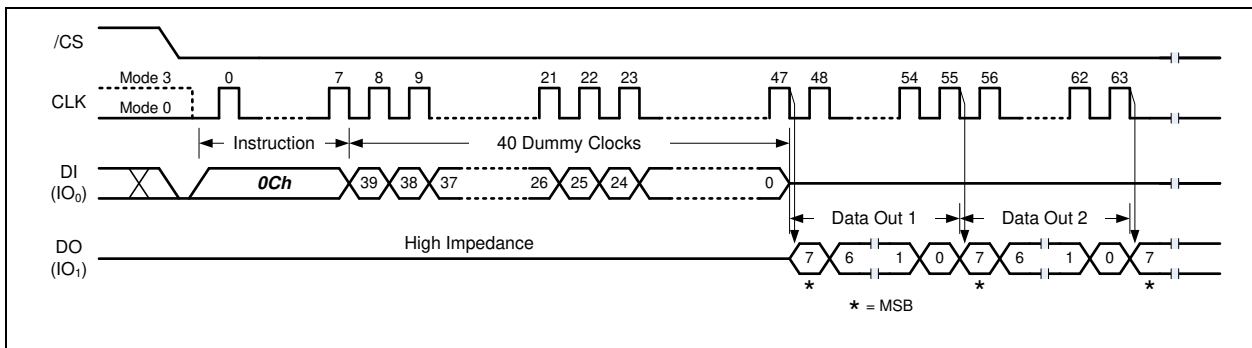 /CS
Mode 3 0 7 8 9 21 22 23 47 48 54 55 56 62 63
CLK
Mode 0
Instruction 40 Dummy Clocks
DI
(IO0) 0Ch 39 38 37 26 25 24 0
Data Out 1 Data Out 2
DO High Impedance
(IO1) 7 6 1 0 7 6 1 0 7
* * *
* = MSB